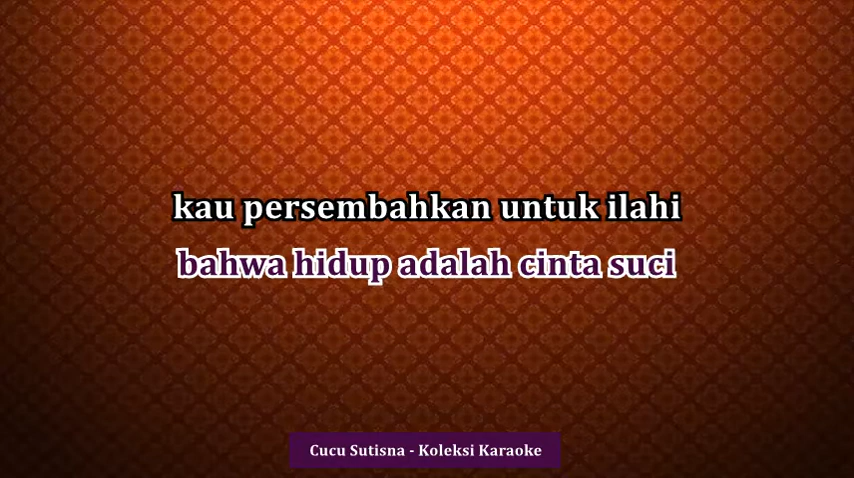 kau persembahkan untuk ilahi
bahwa hidup adalah cinta suci
Cucu Sutisna - Koleksi Karaoke